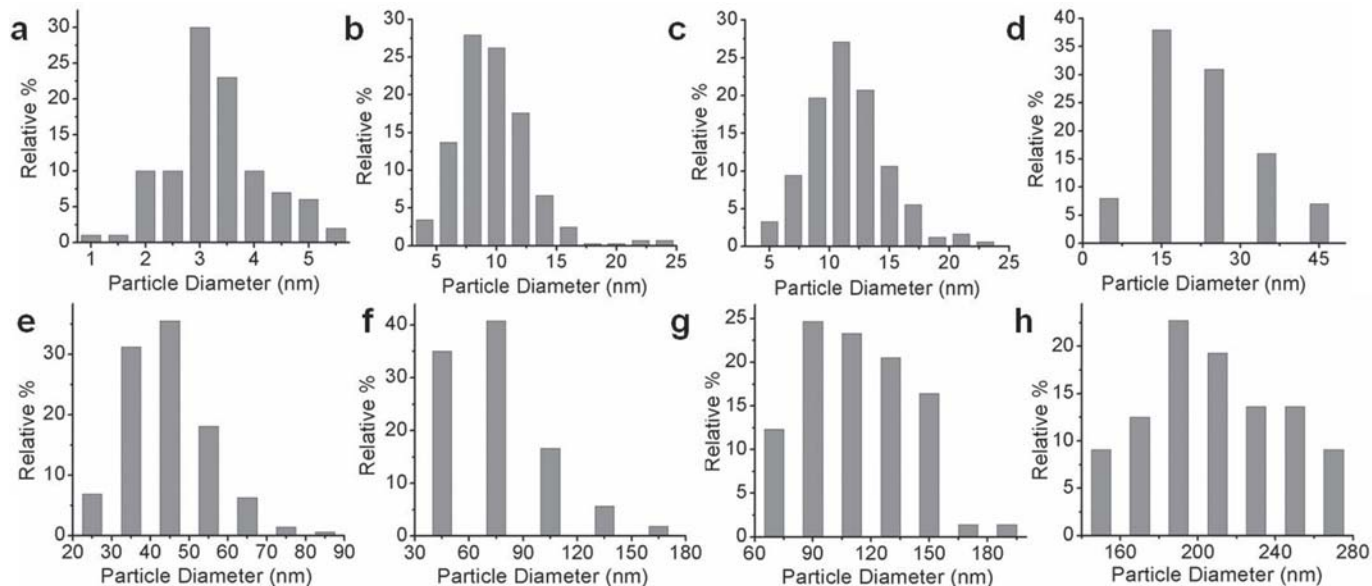 a
Relative %
30
25
20
15
10
5
0
1 2 3 4 5
Particle Diameter (nm)
b
Relative %
30
25
20
15
10
5
0
5 10 15 20 25
Particle Diameter (nm)
c
Relative %
30
25
20
15
10
5
0
5 10 15 20 25
Particle Diameter (nm)
d
Relative %
40
35
30
25
20
15
10
5
0
0 15 30 45
Particle Diameter (nm)
e
Relative %
30
20
10
0
20 30 40 50 60 70 80 90
Particle Diameter (nm)
f
Relative %
40
30
20
10
0
30 60 90 120 150 180
Particle Diameter (nm)
g
Relative %
25
20
15
10
5
0
60 90 120 150 180
Particle Diameter (nm)
h
Relative %
20
15
10
5
0
160 200 240 280
Particle Diameter (nm)